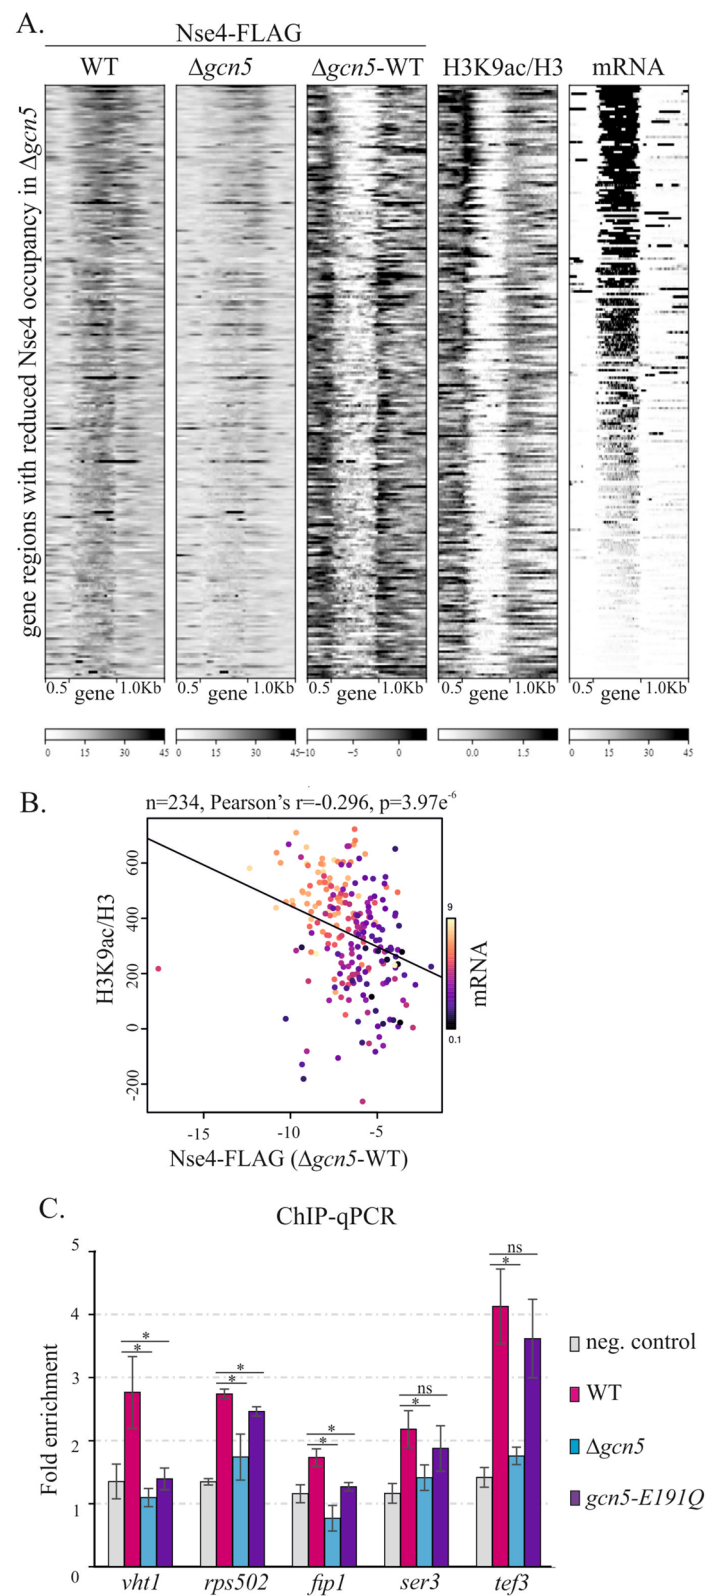 A.
Nse4-FLAG
WT Δgcn5 Δgcn5-WT H3K9ac/H3 mRNA
gene regions with reduced Nse4 occupancy in Δgcn5
0.5 gene 1.0Kb 0.5 gene 1.0Kb 0.5 gene 1.0Kb 0.5 gene 1.0Kb 0.5 gene 1.0Kb
0 15 30 45 0 15 30 45 -10 -5 0 0.0 1.5 0 15 30 45
B.
n=234, Pearson's r=-0.296, p=3.97e-6
H3K9ac/H3
600
400
200
0
-200
-15 -10 -5
Nse4-FLAG (Δgcn5-WT)
9
mRNA
0.1
C.
ChIP-qPCR
Fold enrichment
5
4
3
2
1
0
* *
* *
* *
ns *
ns *
vht1 rps502 fip1 ser3 tef3
neg. control
WT
Δgcn5
gcn5-E191Q